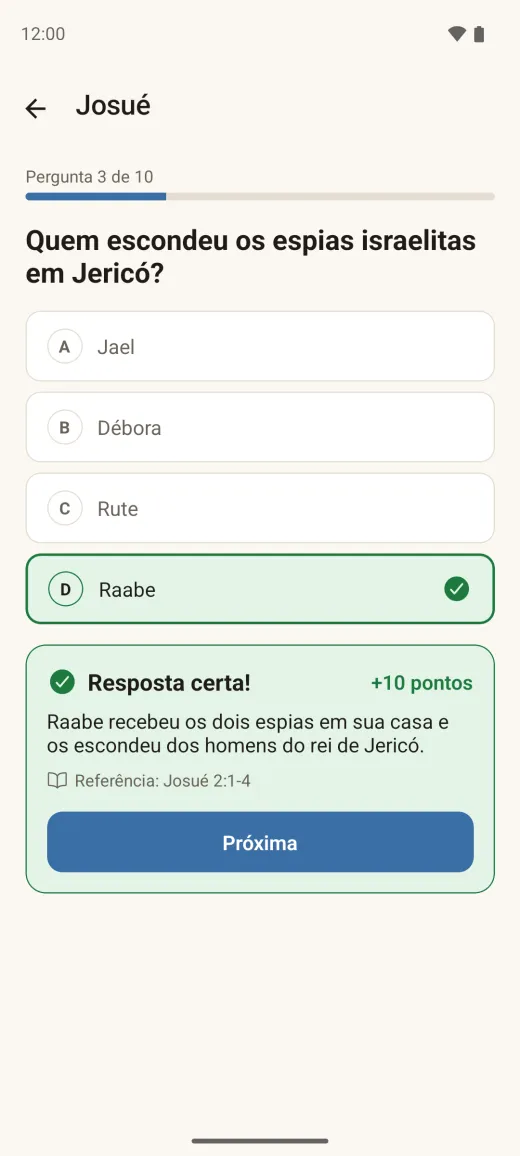 12:00
Josué
Pergunta 3 de 10
Quem escondeu os espias israelitas
em Jericó?
A Jael
B Débora
C Rute
D Raabe
Resposta certa! +10 pontos
Raabe recebeu os dois espias em sua casa e
os escondeu dos homens do rei de Jericó.
Referência: Josué 2:1-4
Próxima